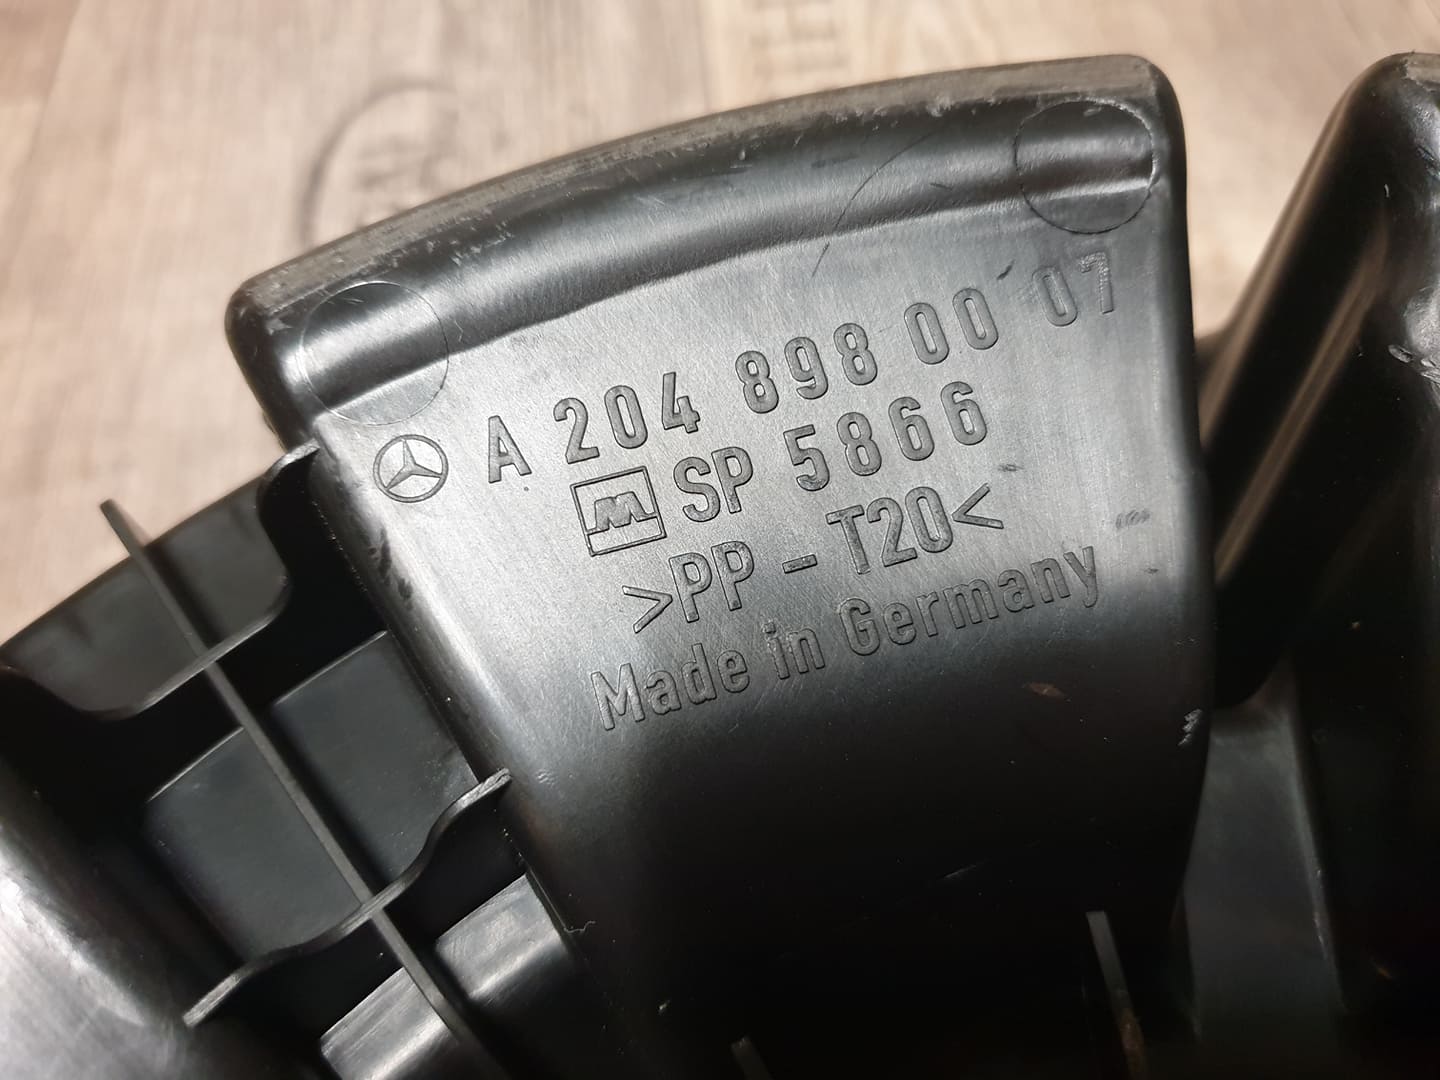 A 204 898 00 07
M SP 5866
>PP - T20<
Made in Germany